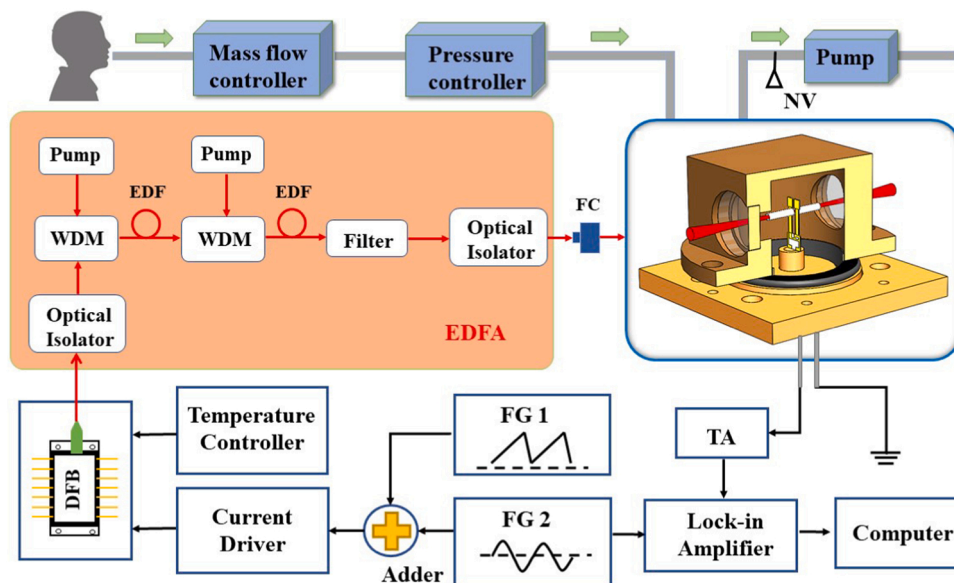 Mass flow
controller
Pressure
controller
Pump
NV
Pump
Pump
EDF
EDF
FC
WDM
WDM
Filter
Optical
Isolator
Optical
Isolator
EDFA
DFB
Temperature
Controller
Current
Driver
Adder
FG 1
FG 2
TA
Lock-in
Amplifier
Computer